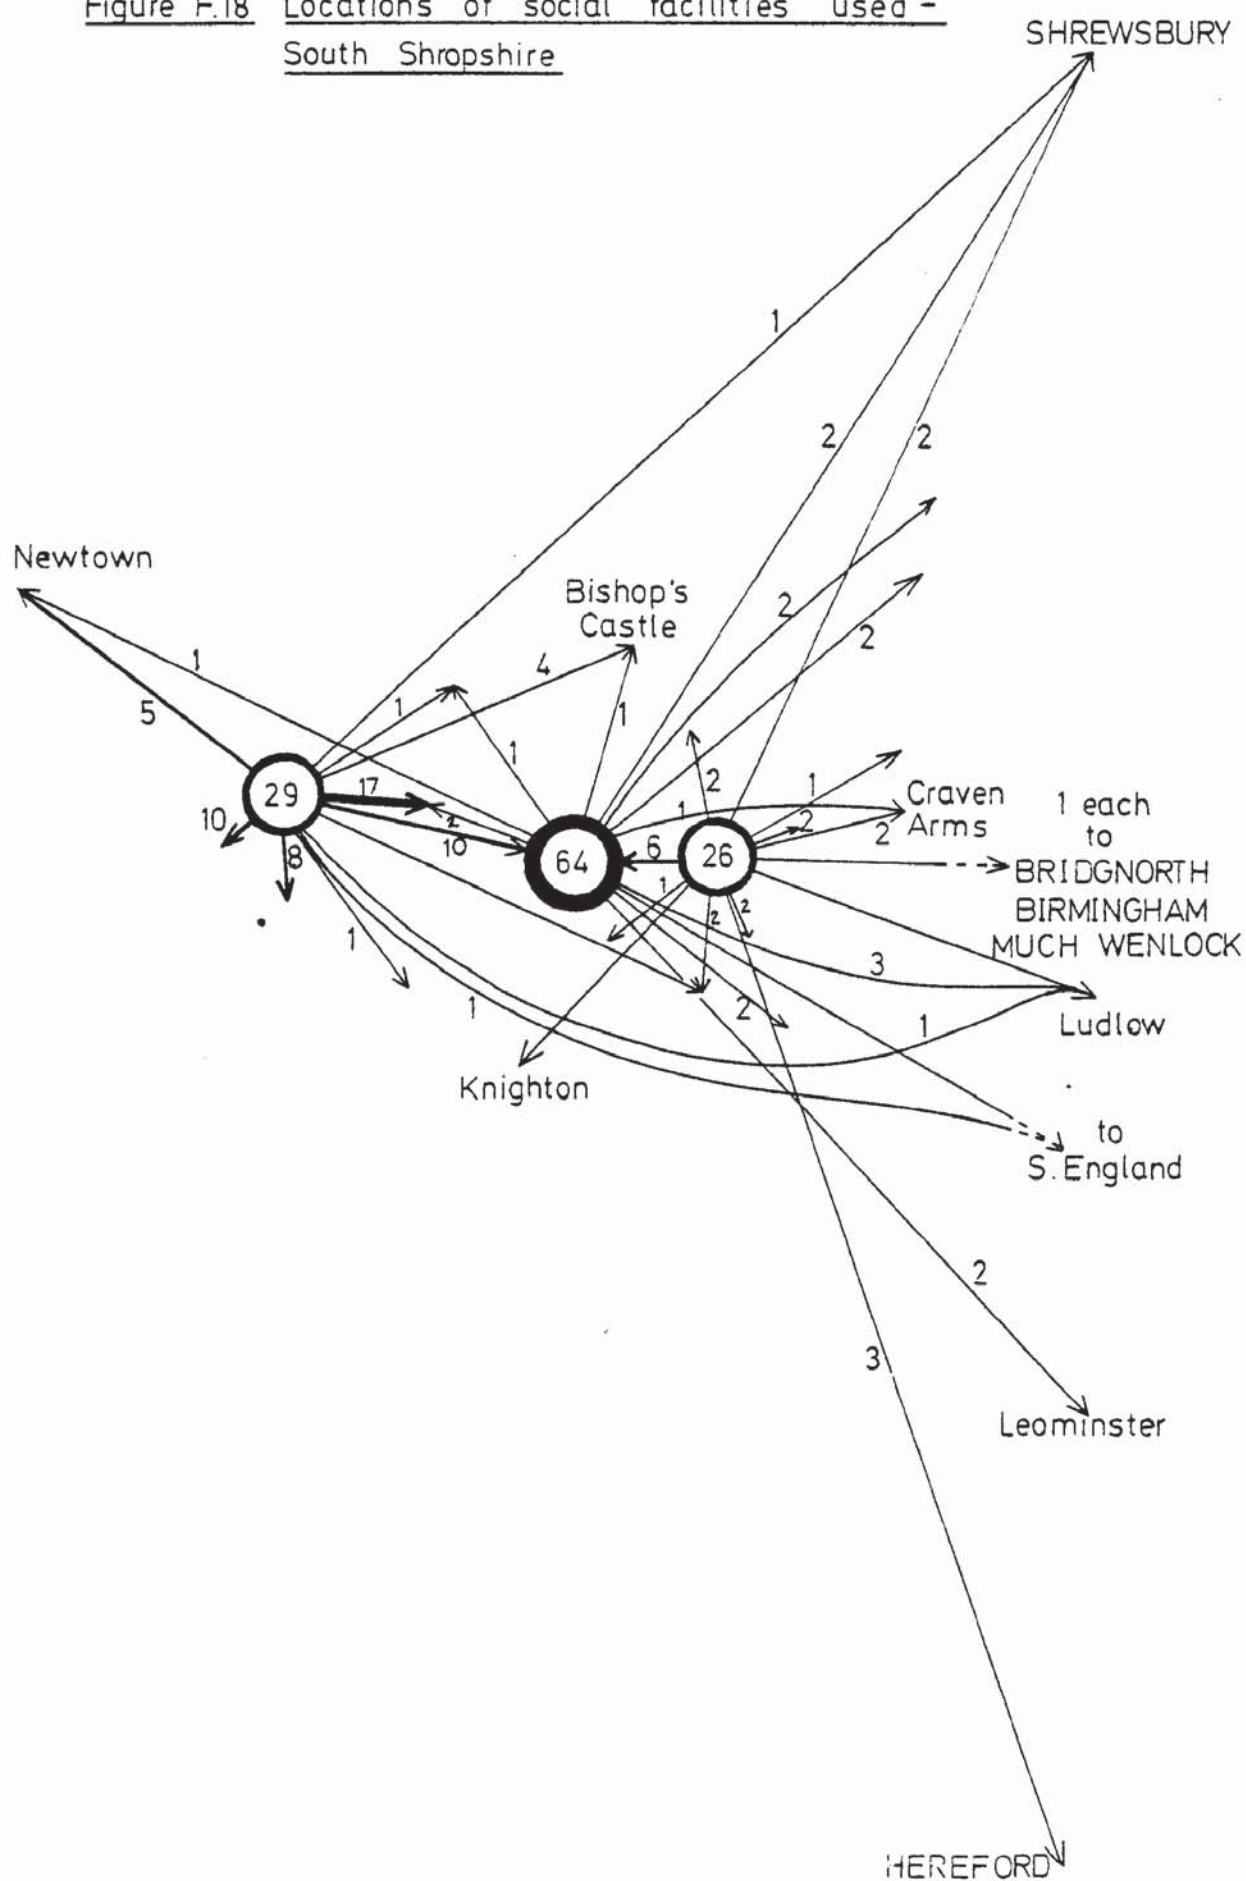 Figure F.18 Locations of social facilities used -
South Shropshire
SHREWSBURY
1
2 2
Newtown
Bishop's
Castle
2
2
1
4
5
1
1
1
29
17
10
8
2
10
64
6
26
2
1
1
2
2
Craven
Arms
1 each
to
BRIDGNORTH
BIRMINGHAM
MUCH WENLOCK
1
2
2
3
1
1
2
1
Ludlow
Knighton
to
S. England
2
3
Leominster
HEREFORD